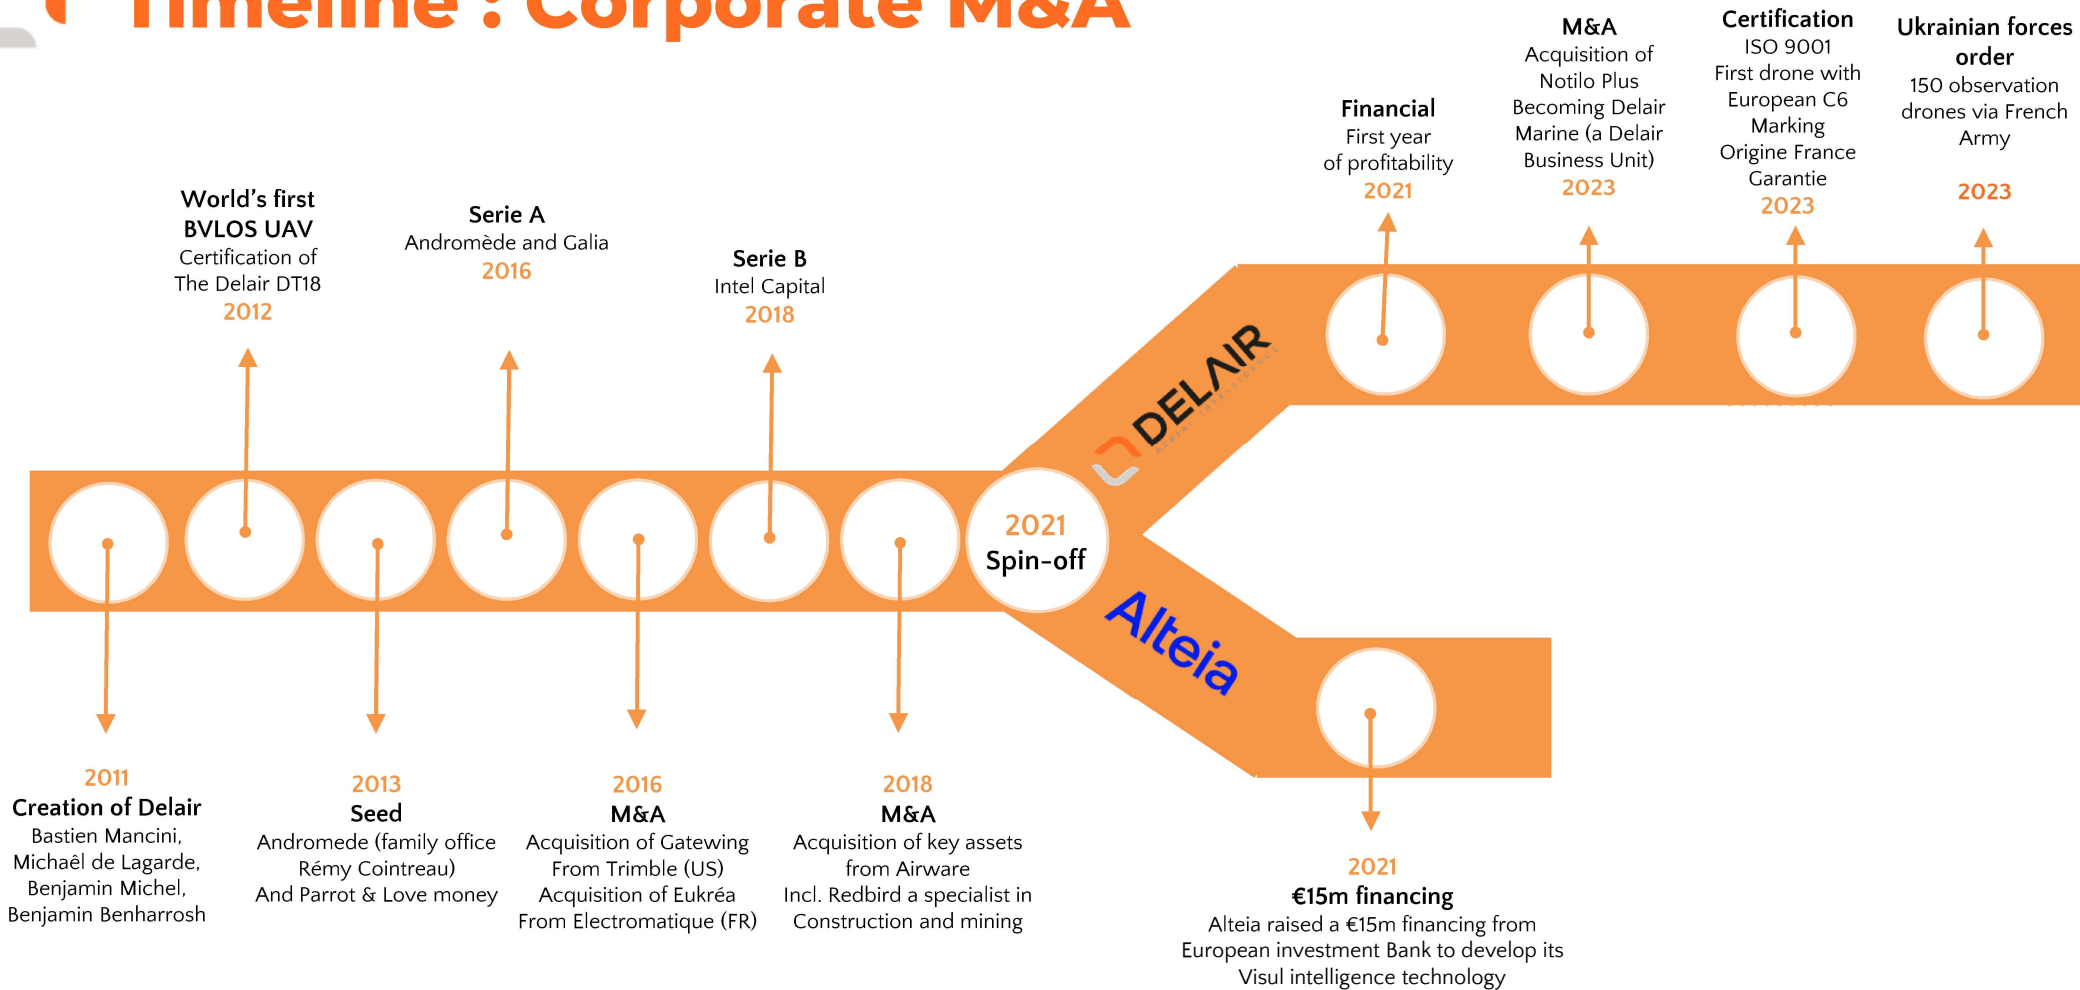 Timeline : Corporate M&A
World's first
BVLOS UAV
Certification of
The Delair DT18
2012
Serie A
Andromède and Galia
2016
Serie B
Intel Capital
2018
Financial
First year
of profitability
2021
M&A
Acquisition of
Notilo Plus
Becoming Delair
Marine (a Delair
Business Unit)
2023
Certification
ISO 9001
First drone with
European C6
Marking
Origine France
Garantie
2023
Ukrainian forces
order
150 observation
drones via French
Army
2023
DELAIR
AERIAL INTELLIGENCE
2021
Spin-off
Alteia
2011
Creation of Delair
Bastien Mancini,
Michaêl de Lagarde,
Benjamin Michel,
Benjamin Benharrosh
2013
Seed
Andromede (family office
Rémy Cointreau)
And Parrot & Love money
2016
M&A
Acquisition of Gatewing
From Trimble (US)
Acquisition of Eukréa
From Electromatique (FR)
2018
M&A
Acquisition of key assets
from Airware
Incl. Redbird a specialist in
Construction and mining
2021
€15m financing
Alteia raised a €15m financing from
European investment Bank to develop its
Visul intelligence technology